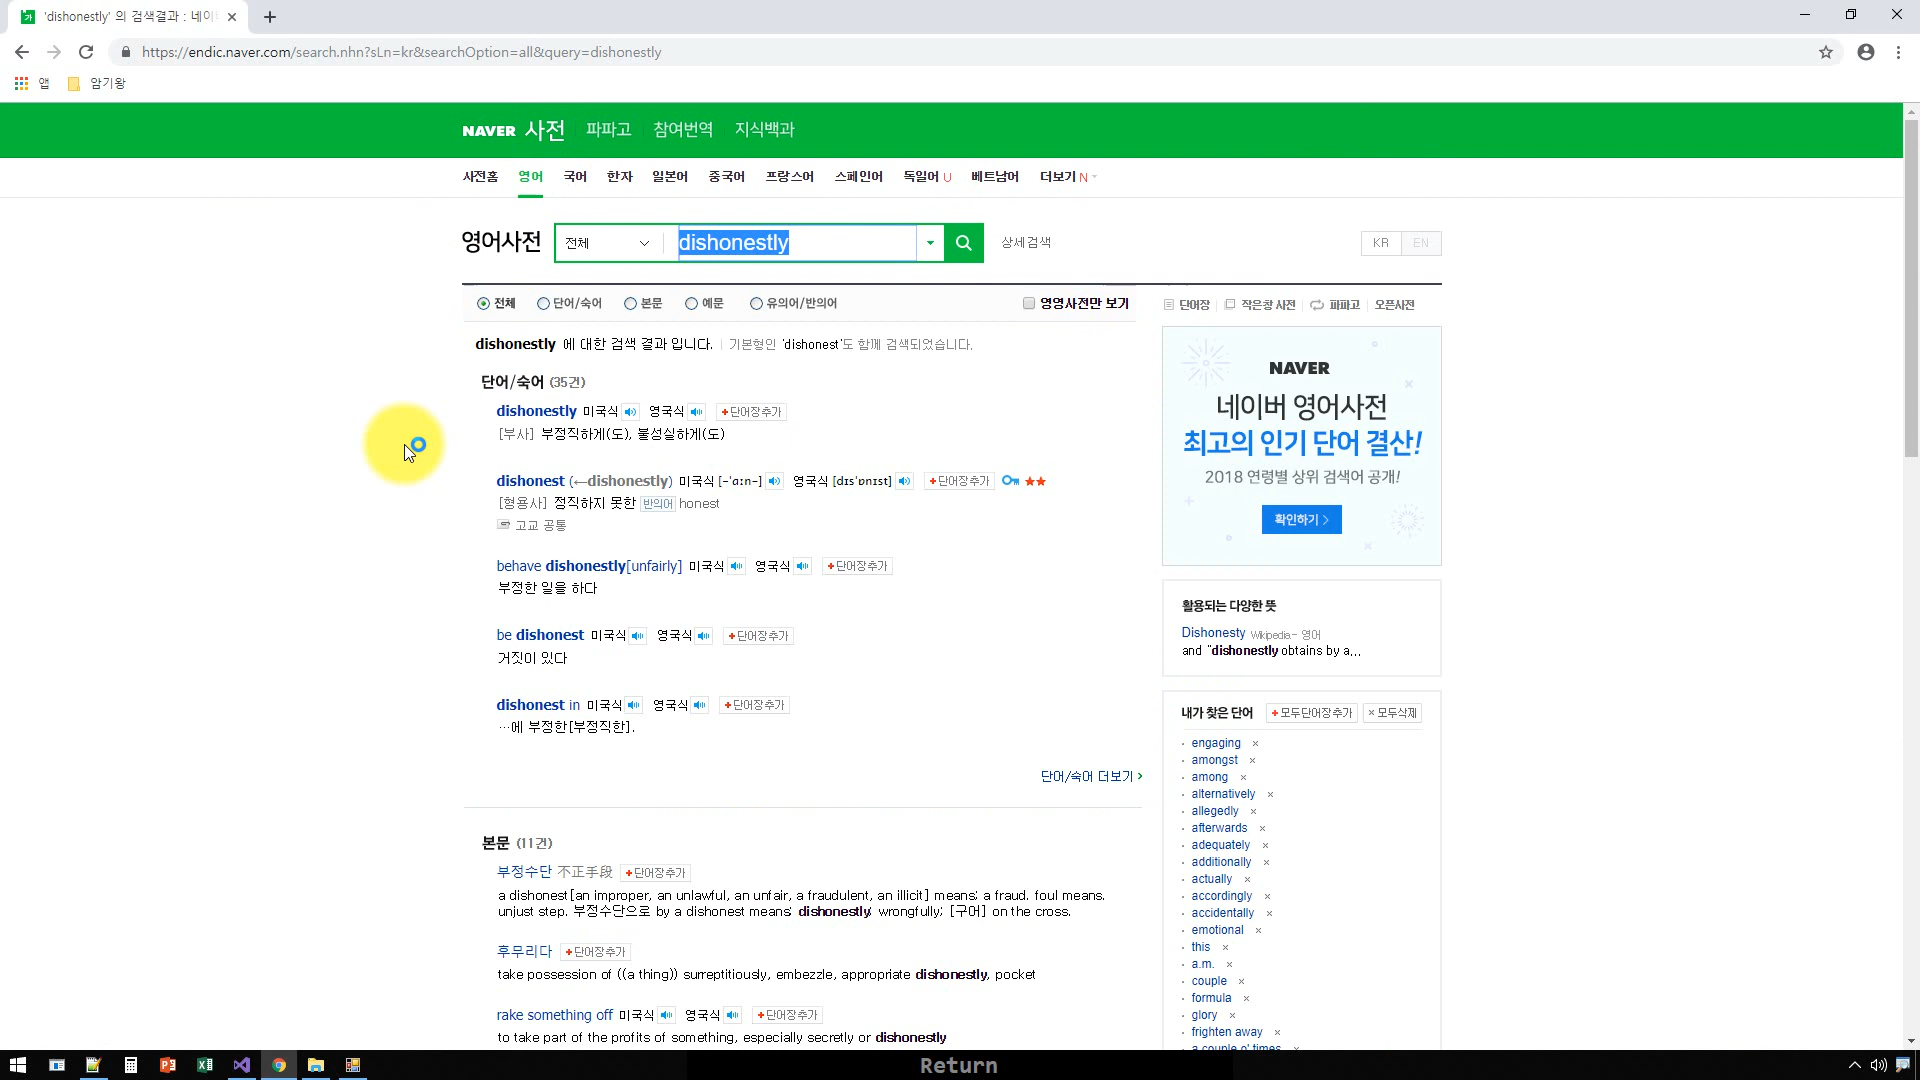 'dishonestly' 의 검색결과 : 네이
https://endic.naver.com/search.nhn?sLn=kr&searchOption=all&query=dishonestly
앱 암기왕
NAVER 사전 파파고 참여번역 지식백과
사전홈 영어 국어 한자 일본어 중국어 프랑스어 스페인어 독일어 U 베트남어 더보기 N
영어사전 전체 dishonestly 상세검색 KR EN
전체 단어/숙어 본문 예문 유의어/반의어 영영사전만 보기
단어장 작은창 사전 파파고 오픈사전
dishonestly 에 대한 검색 결과 입니다. 기본형인 'dishonest'도 함께 검색되었습니다.
단어/숙어 (35건)
dishonestly 미국식 영국식 +단어장추가
[부사] 부정직하게(도), 불성실하게(도)
dishonest (←dishonestly) 미국식 [-|ɑ:n-] 영국식 [dɪsˈɒnɪst] +단어장추가 ★★
[형용사] 정직하지 못한 반의어 honest
고교 공통
behave dishonestly[unfairly] 미국식 영국식 +단어장추가
부정한 일을 하다
be dishonest 미국식 영국식 +단어장추가
거짓이 있다
dishonest in 미국식 영국식 +단어장추가
…에 부정한[부정직한].
단어/숙어 더보기 ›
본문 (11건)
부정수단 不正手段 +단어장추가
a dishonest[an improper, an unlawful, an unfair, a fraudulent, an illicit] means; a fraud. foul means.
unjust step. 부정수단으로 by a dishonest means; dishonestly; wrongfully; [구어] on the cross.
후무리다 +단어장추가
take possession of ((a thing)) surreptitiously, embezzle, appropriate dishonestly, pocket
rake something off 미국식 영국식 +단어장추가
to take part of the profits of something, especially secretly or dishonestly
NAVER
네이버 영어사전
최고의 인기 단어 결산!
2018 연령별 상위 검색어 공개!
확인하기 >
활용되는 다양한 뜻
Dishonesty Wikipedia - 영어
and "dishonestly obtains by a...
내가 찾은 단어 +모두단어장추가 ×모두삭제
engaging ×
amongst ×
among ×
alternatively ×
allegedly ×
afterwards ×
adequately ×
additionally ×
actually ×
accordingly ×
accidentally ×
emotional ×
this ×
a.m. ×
couple ×
formula ×
glory ×
frighten away ×
a couple o' times ×
Return